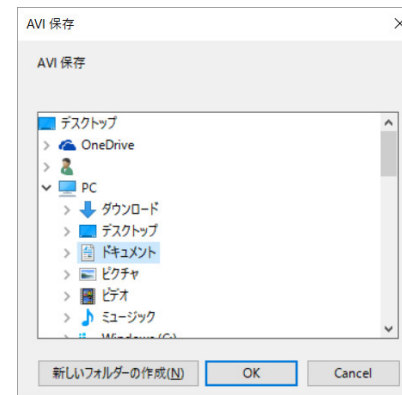 AVI 保存
AVI 保存
デスクトップ
OneDrive
PC
ダウンロード
デスクトップ
ドキュメント
ピクチャ
ビデオ
ミュージック
Windows (C:)
新しいフォルダーの作成(N)
OK
Cancel